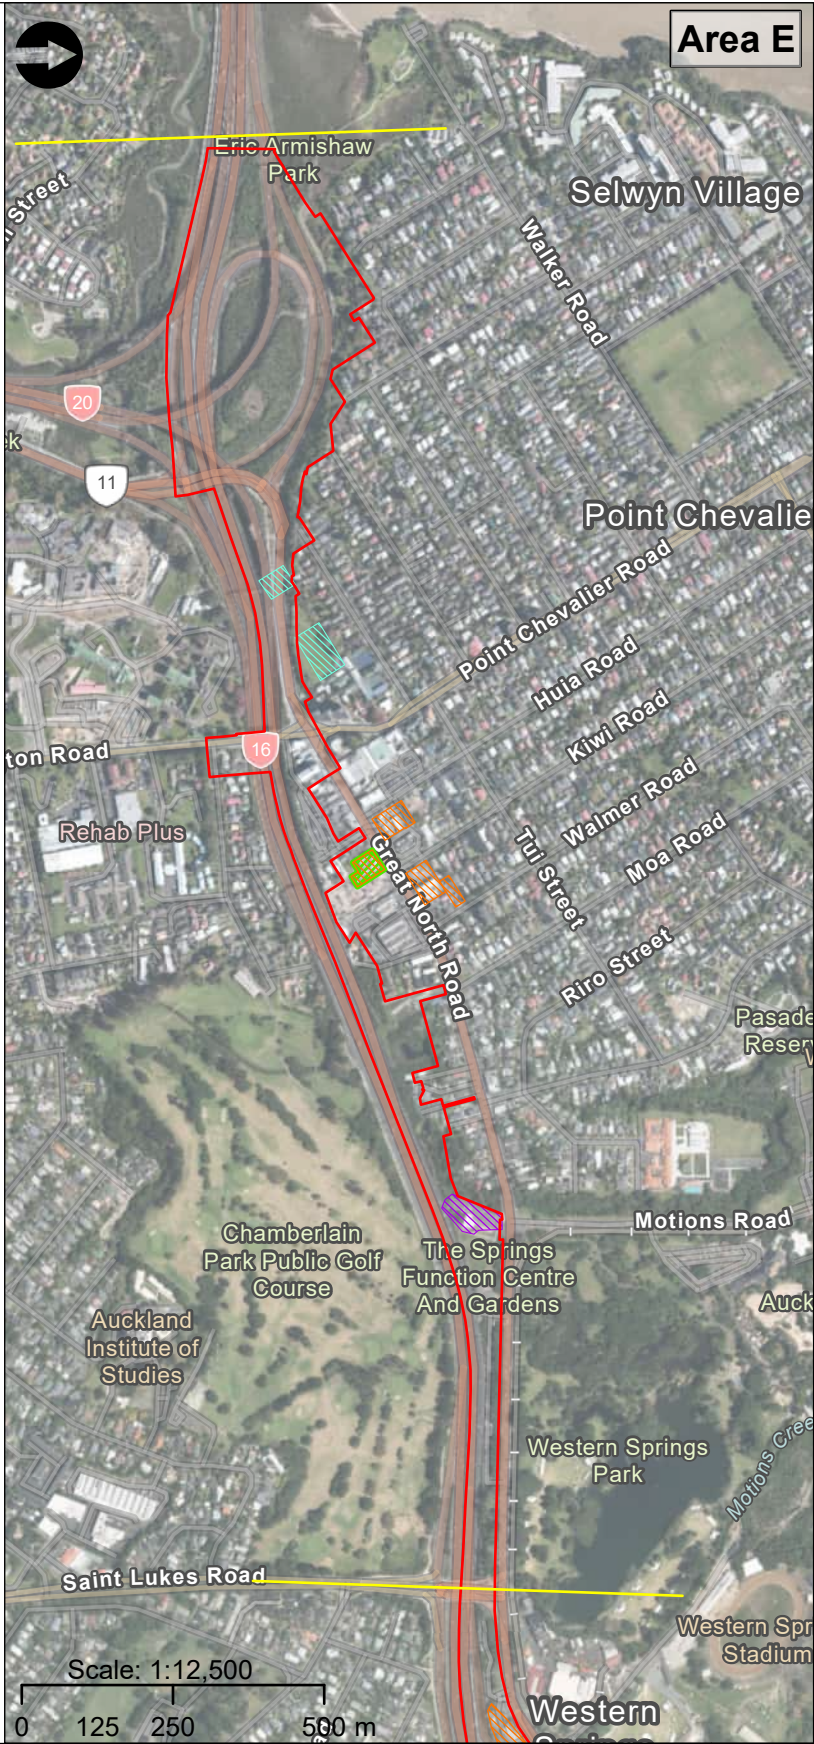 Area E
Eric Armishaw
Park
Street
Selwyn Village
Walker Road
20
11
Point Chevalie
Point Chevalier Road
Huia Road
Kiwi Road
Walmer Road
Moa Road
Tui Street
Riro Street
ton Road
16
Rehab Plus
Great North Road
Pasade
Reser
Motions Road
Chamberlain
Park Public Golf
Course
The Springs
Function Centre
And Gardens
Auck
Auckland
Institute of
Studies
Western Springs
Park
Motions Cree
Saint Lukes Road
Western Spr
Stadium
Scale: 1:12,500
0 125 250 500 m
Western
Springs